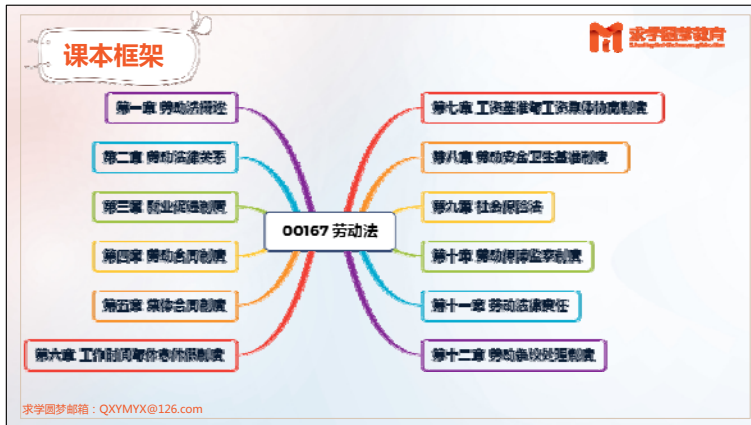 课本框架
求学圆梦教育
第一章 劳动法概述
第二章 劳动法律关系
第三章 就业促进制度
第四章 劳动合同制度
第五章 集体合同制度
第六章 工作时间与休息休假制度
00167 劳动法
第七章 工资基准与工资集体协商制度
第八章 劳动安全卫生基准制度
第九章 社会保险法
第十章 劳动保障监察制度
第十一章 劳动法律责任
第十二章 劳动争议处理制度
求学圆梦邮箱：QXYMYX@126.com